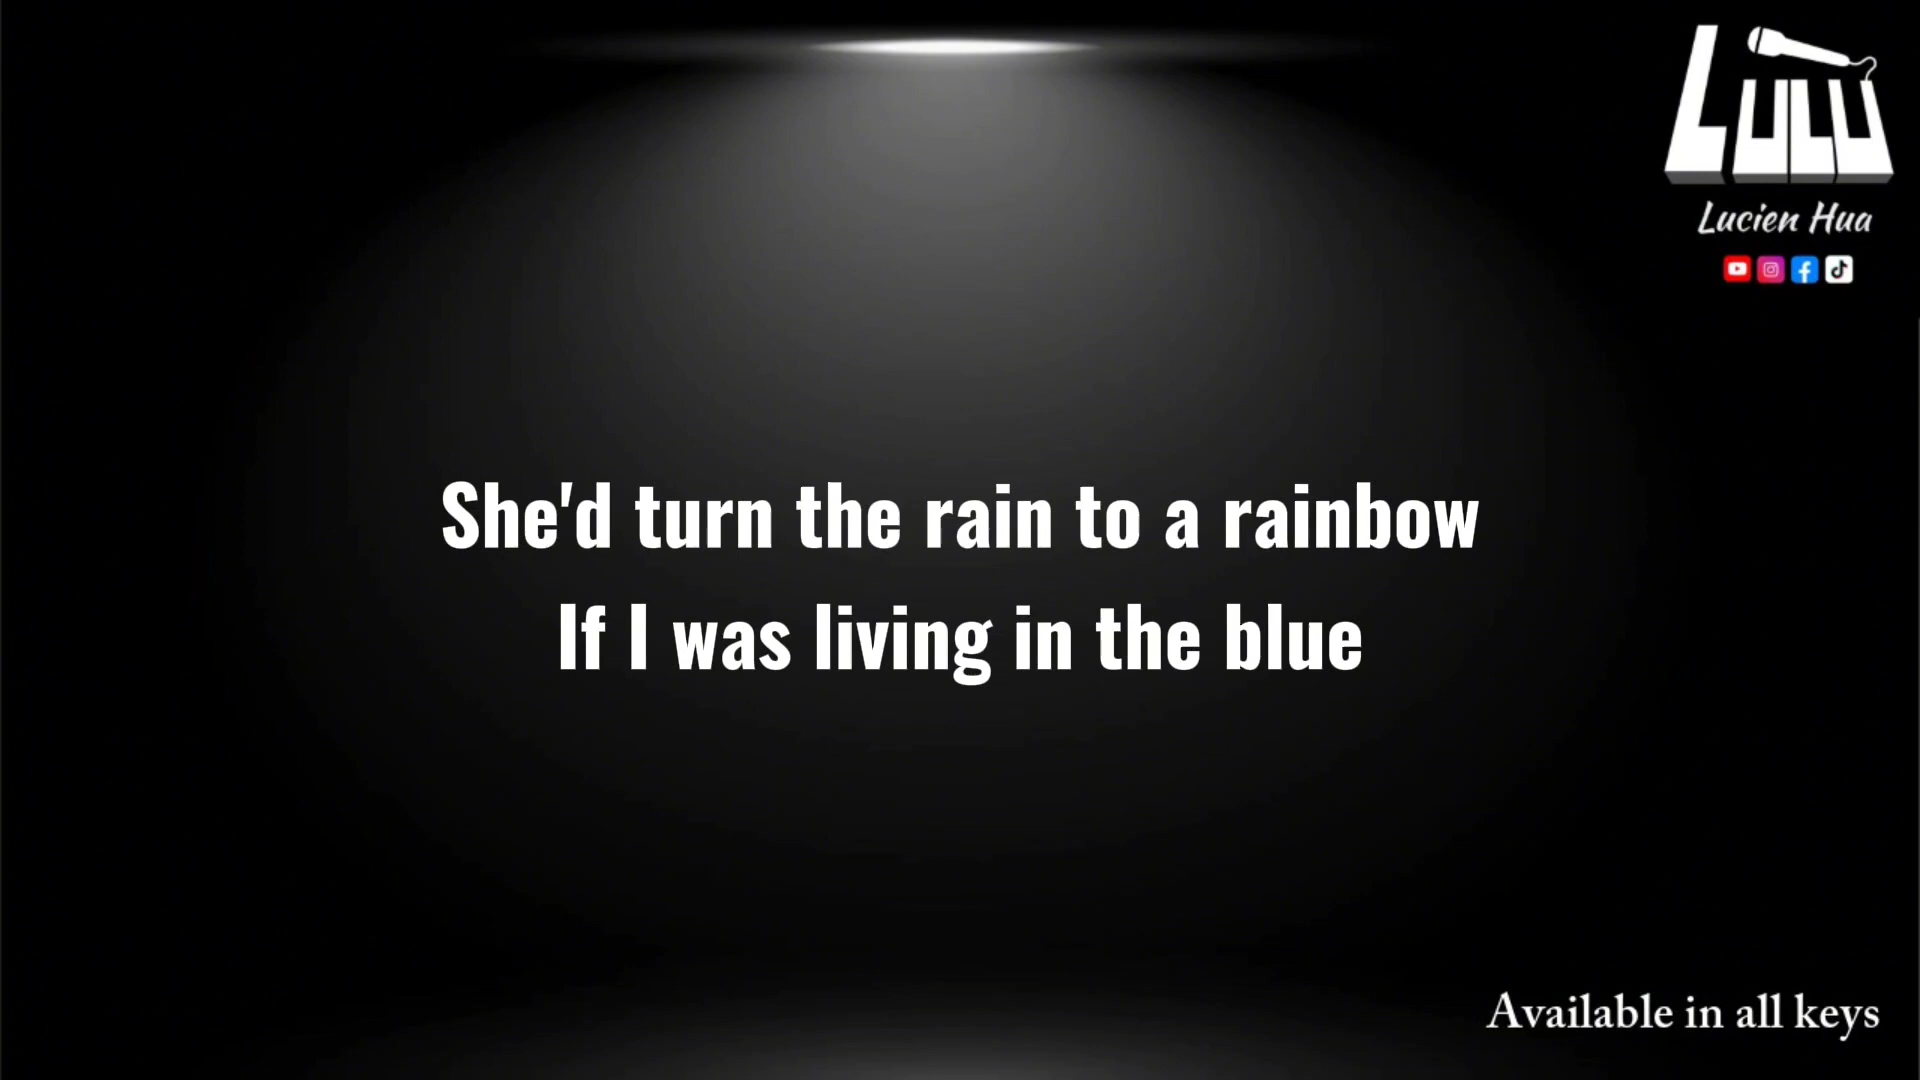 LULU
Lucien Hua
She'd turn the rain to a rainbow
If I was living in the blue
Available in all keys